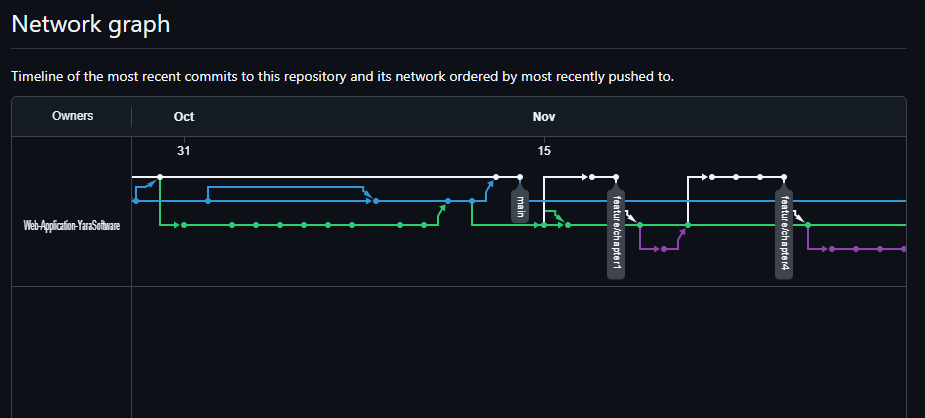 Network graph
Timeline of the most recent commits to this repository and its network ordered by most recently pushed to.
Owners
Oct
Nov
31
15
Web-Application-YaraSoftware
main
feature/chapter1
feature/chapter4